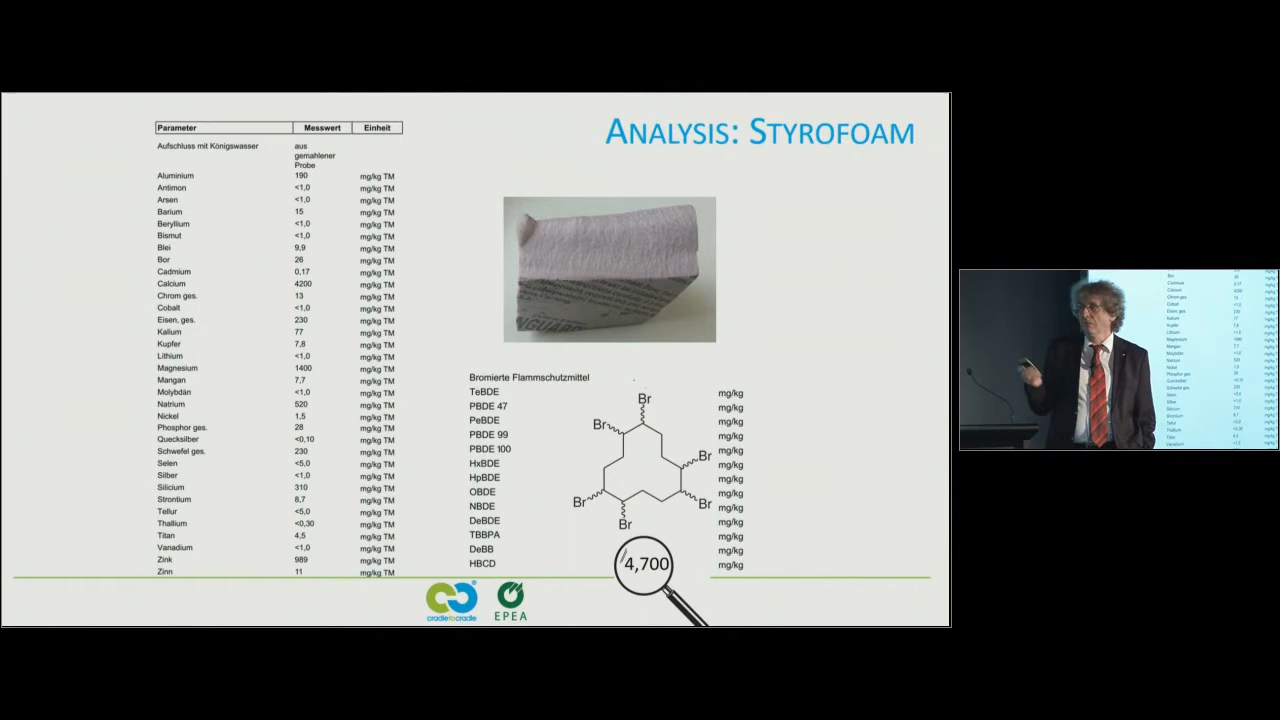 ANALYSIS: STYROFOAM
Parameter Messwert Einheit
Aufschluss mit Königswasser aus
gemahlener
Probe
Aluminium 190 mg/kg TM
Antimon <1,0 mg/kg TM
Arsen <1,0 mg/kg TM
Barium 15 mg/kg TM
Beryllium <1,0 mg/kg TM
Bismut <1,0 mg/kg TM
Blei 9,9 mg/kg TM
Bor 26 mg/kg TM
Cadmium 0,17 mg/kg TM
Calcium 4200 mg/kg TM
Chrom ges. 13 mg/kg TM
Cobalt <1,0 mg/kg TM
Eisen, ges. 230 mg/kg TM
Kalium 77 mg/kg TM
Kupfer 7,8 mg/kg TM
Lithium <1,0 mg/kg TM
Magnesium 1400 mg/kg TM
Mangan 7,7 mg/kg TM
Molybdän <1,0 mg/kg TM
Natrium 520 mg/kg TM
Nickel 1,5 mg/kg TM
Phosphor ges. 28 mg/kg TM
Quecksilber <0,10 mg/kg TM
Schwefel ges. 230 mg/kg TM
Selen <5,0 mg/kg TM
Silber <1,0 mg/kg TM
Silicium 310 mg/kg TM
Strontium 8,7 mg/kg TM
Tellur <5,0 mg/kg TM
Thallium <0,30 mg/kg TM
Titan 4,5 mg/kg TM
Vanadium <1,0 mg/kg TM
Zink 989 mg/kg TM
Zinn 11 mg/kg TM
Bromierte Flammschutzmittel
TeBDE mg/kg
PBDE 47 mg/kg
PeBDE mg/kg
PBDE 99 mg/kg
PBDE 100 mg/kg
HxBDE mg/kg
HpBDE mg/kg
OBDE mg/kg
NBDE mg/kg
DeBDE mg/kg
TBBPA mg/kg
DeBB mg/kg
HBCD 4,700 mg/kg
Br
Br
Br
Br
Br
Br
cradletocradle
EPEA